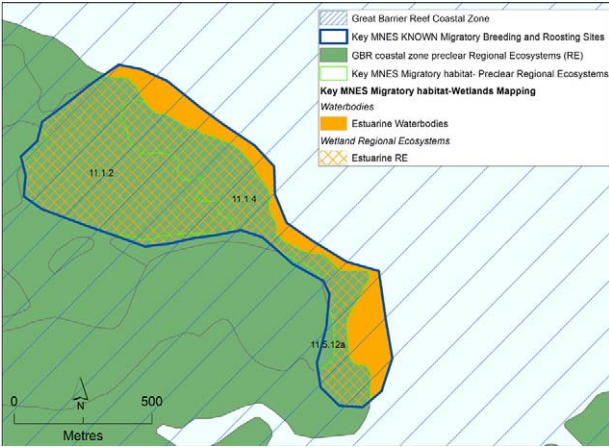 Great Barrier Reef Coastal Zone
Key MNES KNOWN Migratory Breeding and Roosting Sites
GBR coastal zone preclear Regional Ecosystems (RE)
Key MNES Migratory habitat- Preclear Regional Ecosystems
Key MNES Migratory habitat-Wetlands Mapping
Waterbodies
Estuarine Waterbodies
Wetland Regional Ecosystems
Estuarine RE
11.1.2
11.1.4
11.5.12a
0 N 500
Metres